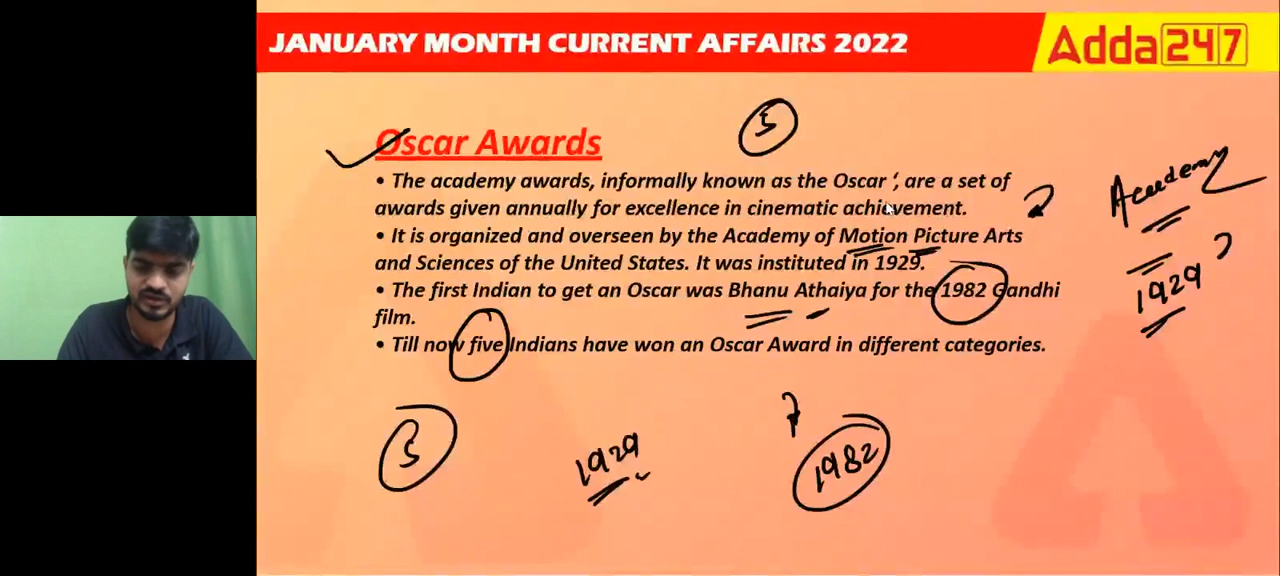 JANUARY MONTH CURRENT AFFAIRS 2022
Adda247
Oscar Awards
5
• The academy awards, informally known as the Oscar ‘, are a set of
awards given annually for excellence in cinematic achievement.
Academy
• It is organized and overseen by the Academy of Motion Picture Arts
and Sciences of the United States. It was instituted in 1929.
1929
• The first Indian to get an Oscar was Bhanu Athaiya for the 1982 Gandhi
film.
• Till now five Indians have won an Oscar Award in different categories.
5
1929
1982